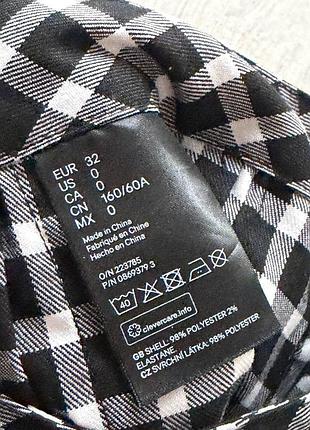 EUR 32
US 0
CA 0
CN 160/60A
MX 0
Made in China
Fabriqué en Chine
Hecho en China
O/N 223785
P/N 0869379 3
40
clevercare.info
GB SHELL: 98% POLYESTER 2%
ELASTANE
CZ SVRCHNÍ LÁTKA: 98%